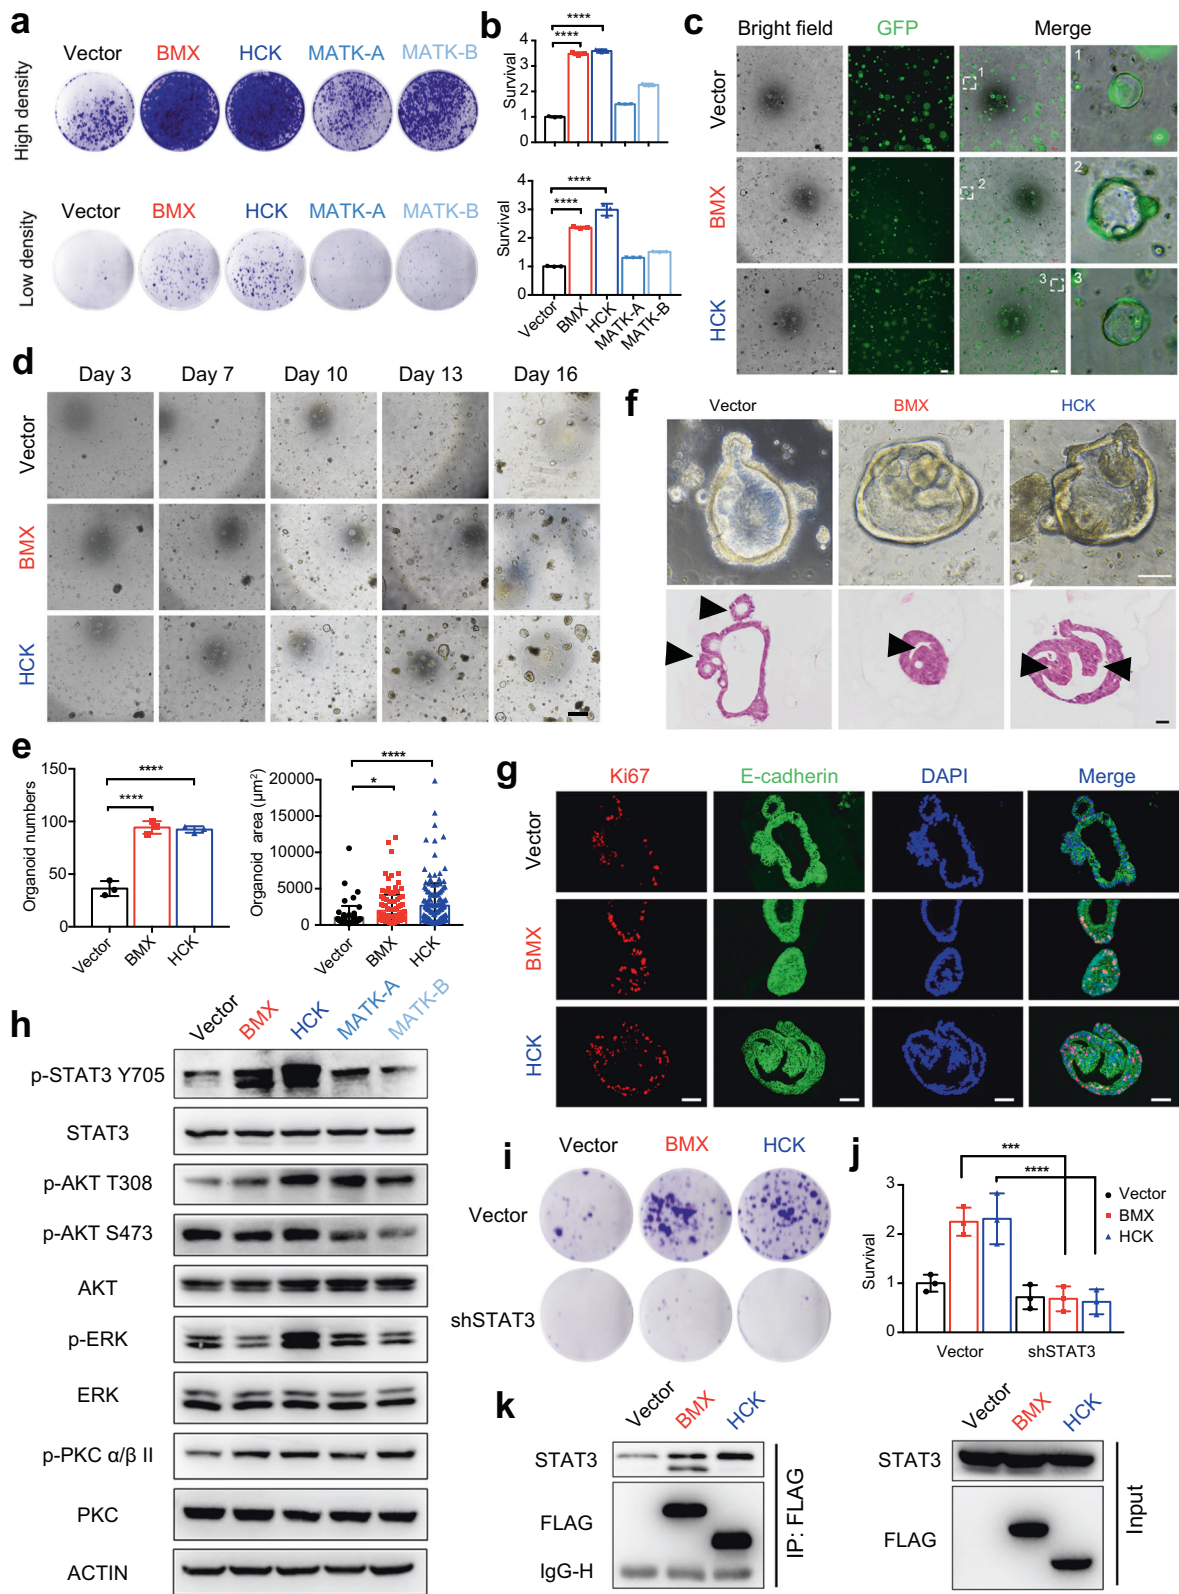 a
Vector BMX HCK MATK-A MATK-B
High density
Vector BMX HCK MATK-A MATK-B
Low density
b
Survival
4
3
2
1
0
****
****
Survival
4
3
2
1
0
****
****
Vector BMX HCK MATK-A MATK-B
c
Bright field GFP Merge
Vector
1
1
BMX
2
2
HCK
3
3
d
Day 3 Day 7 Day 10 Day 13 Day 16
Vector
BMX
HCK
e
Organoid numbers
150
100
50
0
****
****
Vector BMX HCK
Organoid area (µm²)
20000
15000
10000
5000
0
****
*
Vector BMX HCK
f
Vector BMX HCK
g
Ki67 E-cadherin DAPI Merge
Vector
BMX
HCK
h
Vector BMX HCK MATK-A MATK-B
p-STAT3 Y705
STAT3
p-AKT T308
p-AKT S473
AKT
p-ERK
ERK
p-PKC α/β II
PKC
ACTIN
i
Vector BMX HCK
Vector
shSTAT3
j
Survival
3
2
1
0
***
****
Vector
BMX
HCK
Vector shSTAT3
k
Vector BMX HCK
STAT3
FLAG
IgG-H
IP: FLAG
Vector BMX HCK
STAT3
FLAG
Input